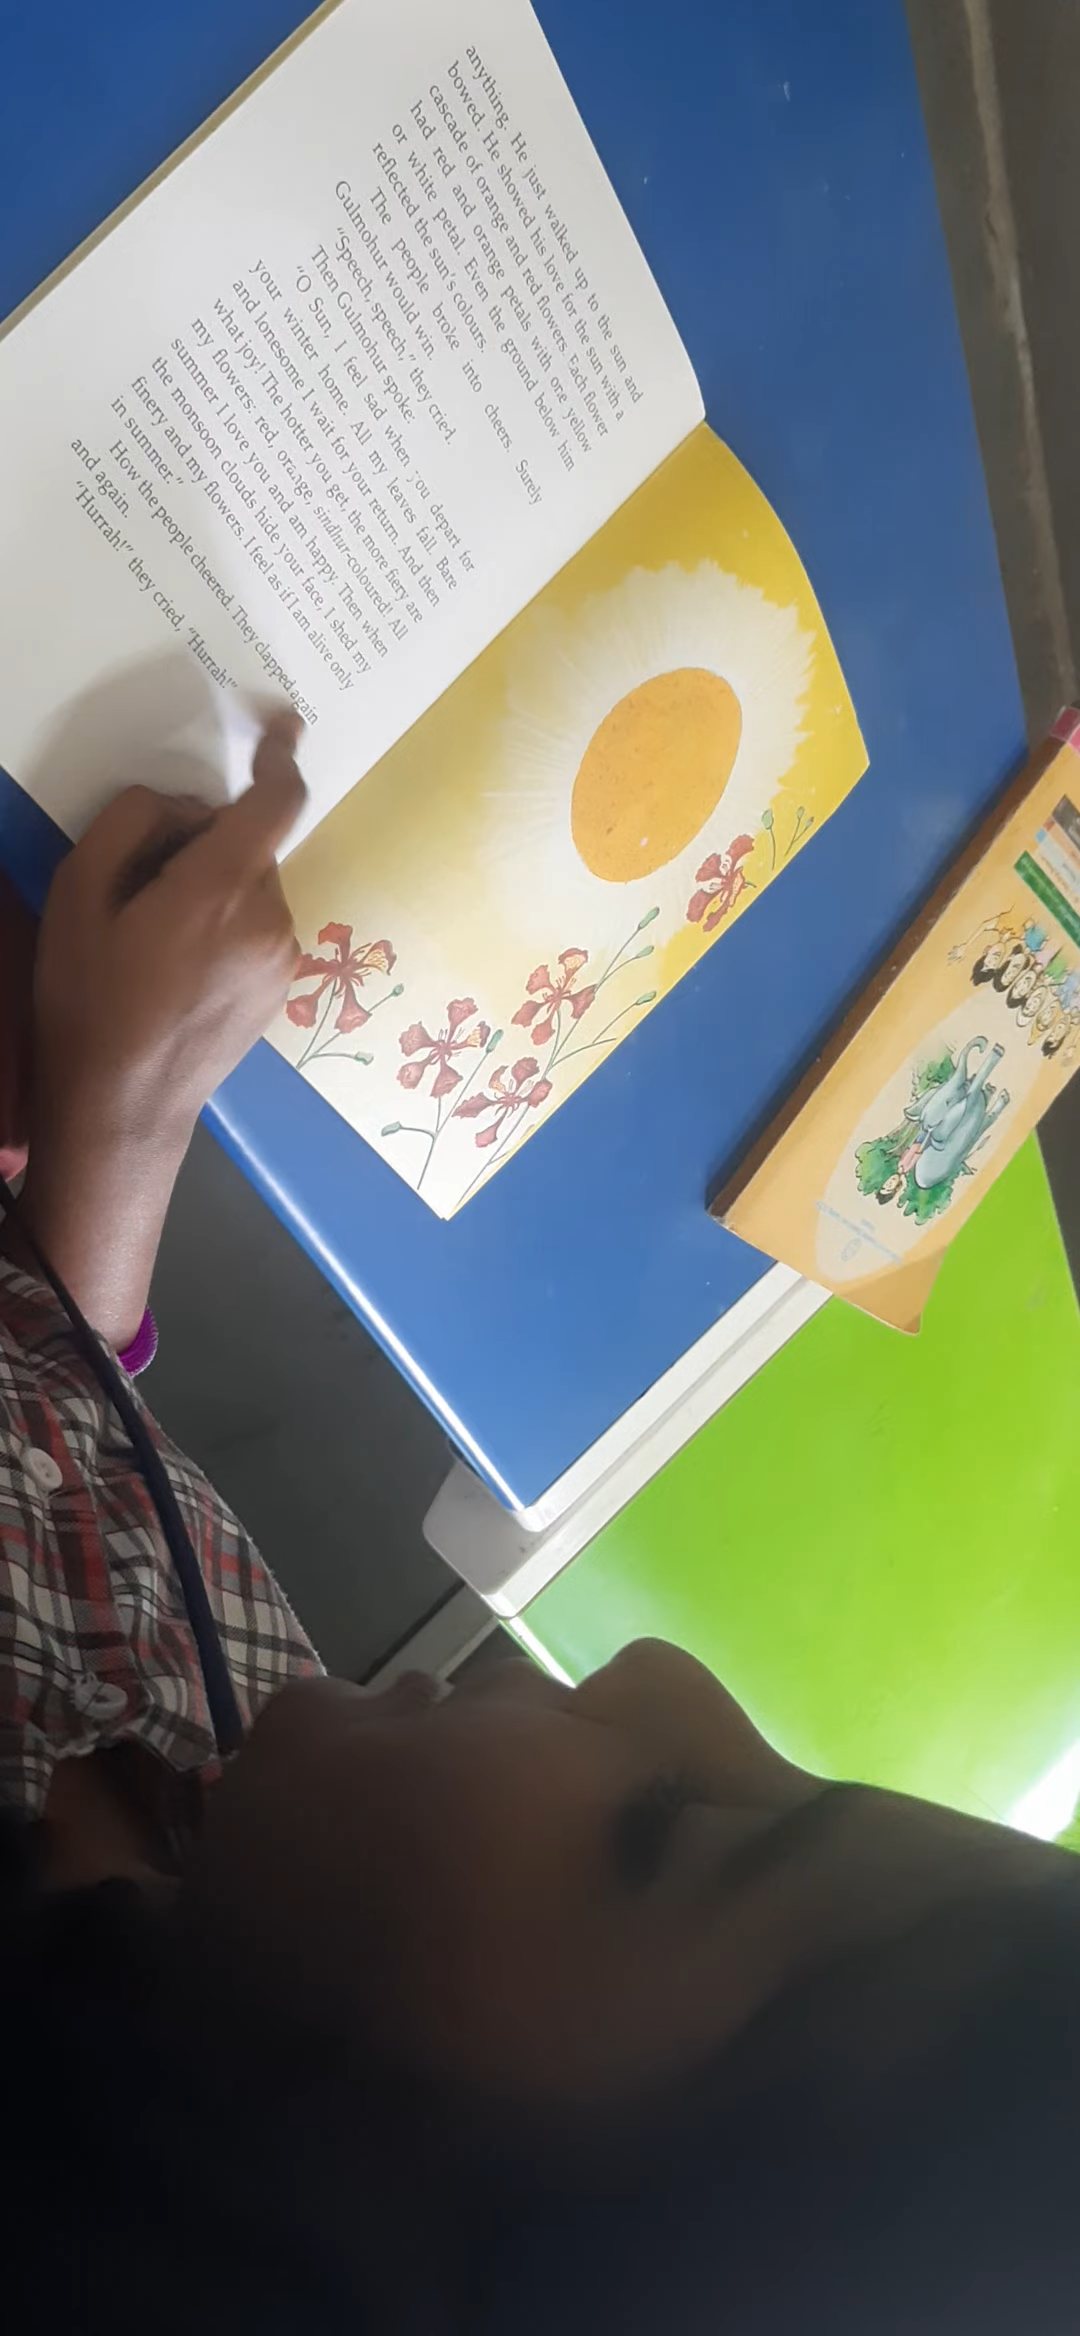 anything. He just walked up to the sun and
bowed. He showed his love for the sun with a
cascade of orange and red flowers. Each flower
had red and orange petals with one yellow
or white petal. Even the ground below him
reflected the sun's colours.
The people broke into cheers. Surely
Gulmohur would win.
"Speech, speech," they cried.
Then Gulmohur spoke:
"O Sun, I feel sad when you depart for
your winter home. All my leaves fall. Bare
and lonesome I wait for your return. And then
what joy! The hotter you get, the more fiery are
my flowers: red, orange, sindhur-coloured! All
summer I love you and am happy. Then when
the monsoon clouds hide your face, I shed my
finery and my flowers. I feel as if I am alive only
in summer."
How the people cheered. They clapped again
and again.
"Hurrah!" they cried, "Hurrah!"